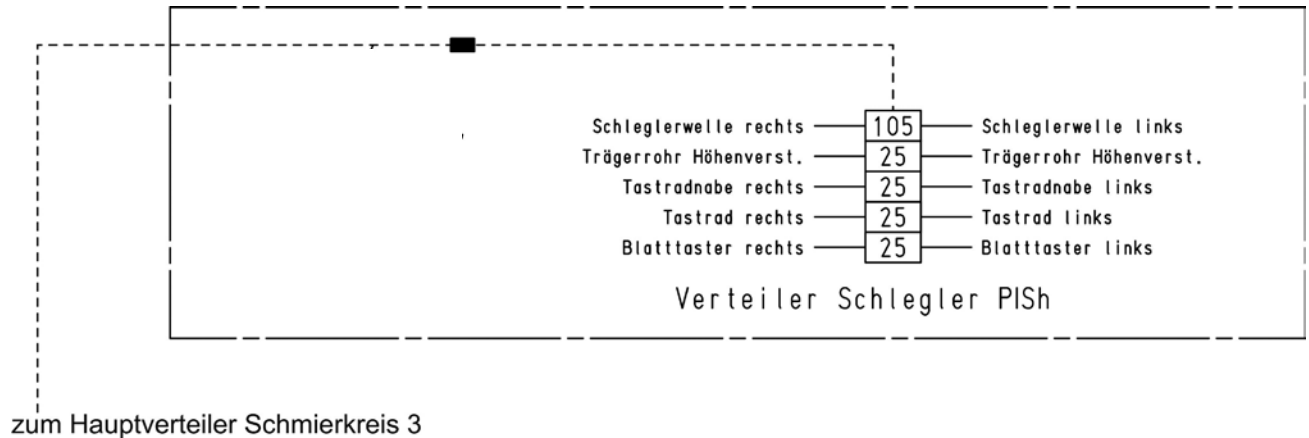 Schleglerwelle rechts 105 Schleglerwelle links
Trägerrohr Höhenverst. 25 Trägerrohr Höhenverst.
Tastradnabe rechts 25 Tastradnabe links
Tastrad rechts 25 Tastrad links
Blatttaster rechts 25 Blatttaster links
Verteiler Schlegler PISh
zum Hauptverteiler Schmierkreis 3